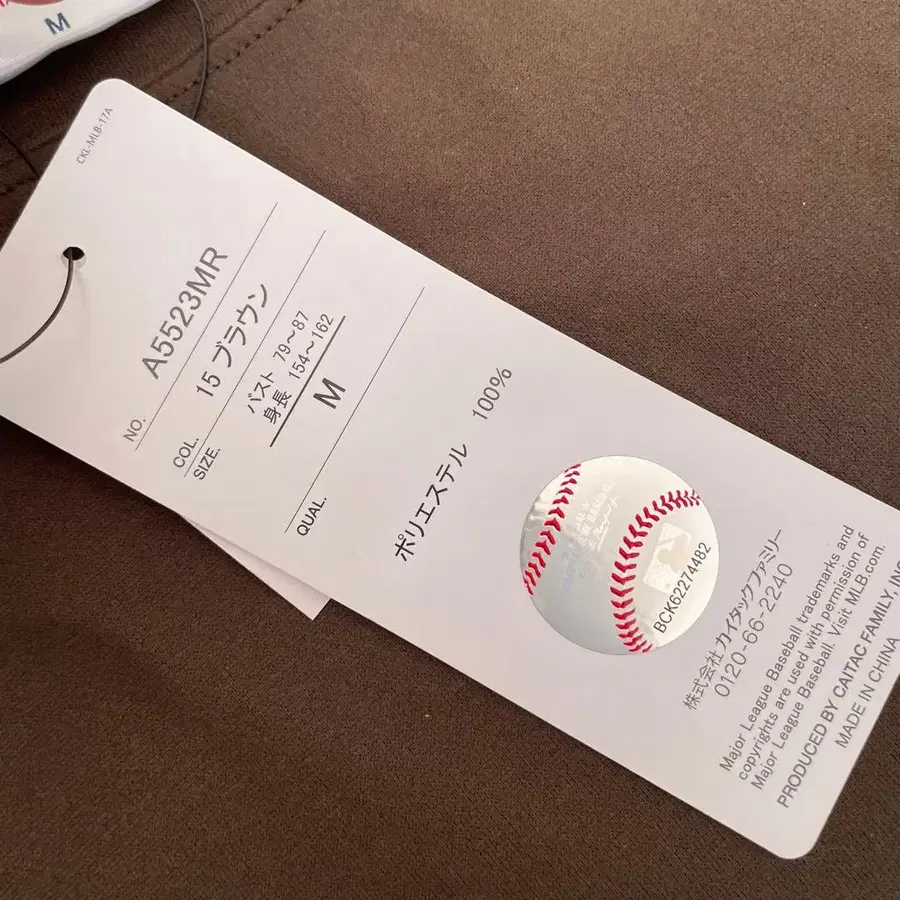 M
CKL-MLB-17A
NO.
A5523MR
COL.
15 ブラウン
SIZE.
バスト 79~87
身長 154~162
M
QUAL.
ポリエステル 100%
BCK62274482
株式会社カイタックファミリー
0120-66-2240
Major League Baseball trademarks and
copyrights are used with permission of
Major League Baseball. Visit MLB.com.
PRODUCED BY CAITAC FAMILY, INC
MADE IN CHINA